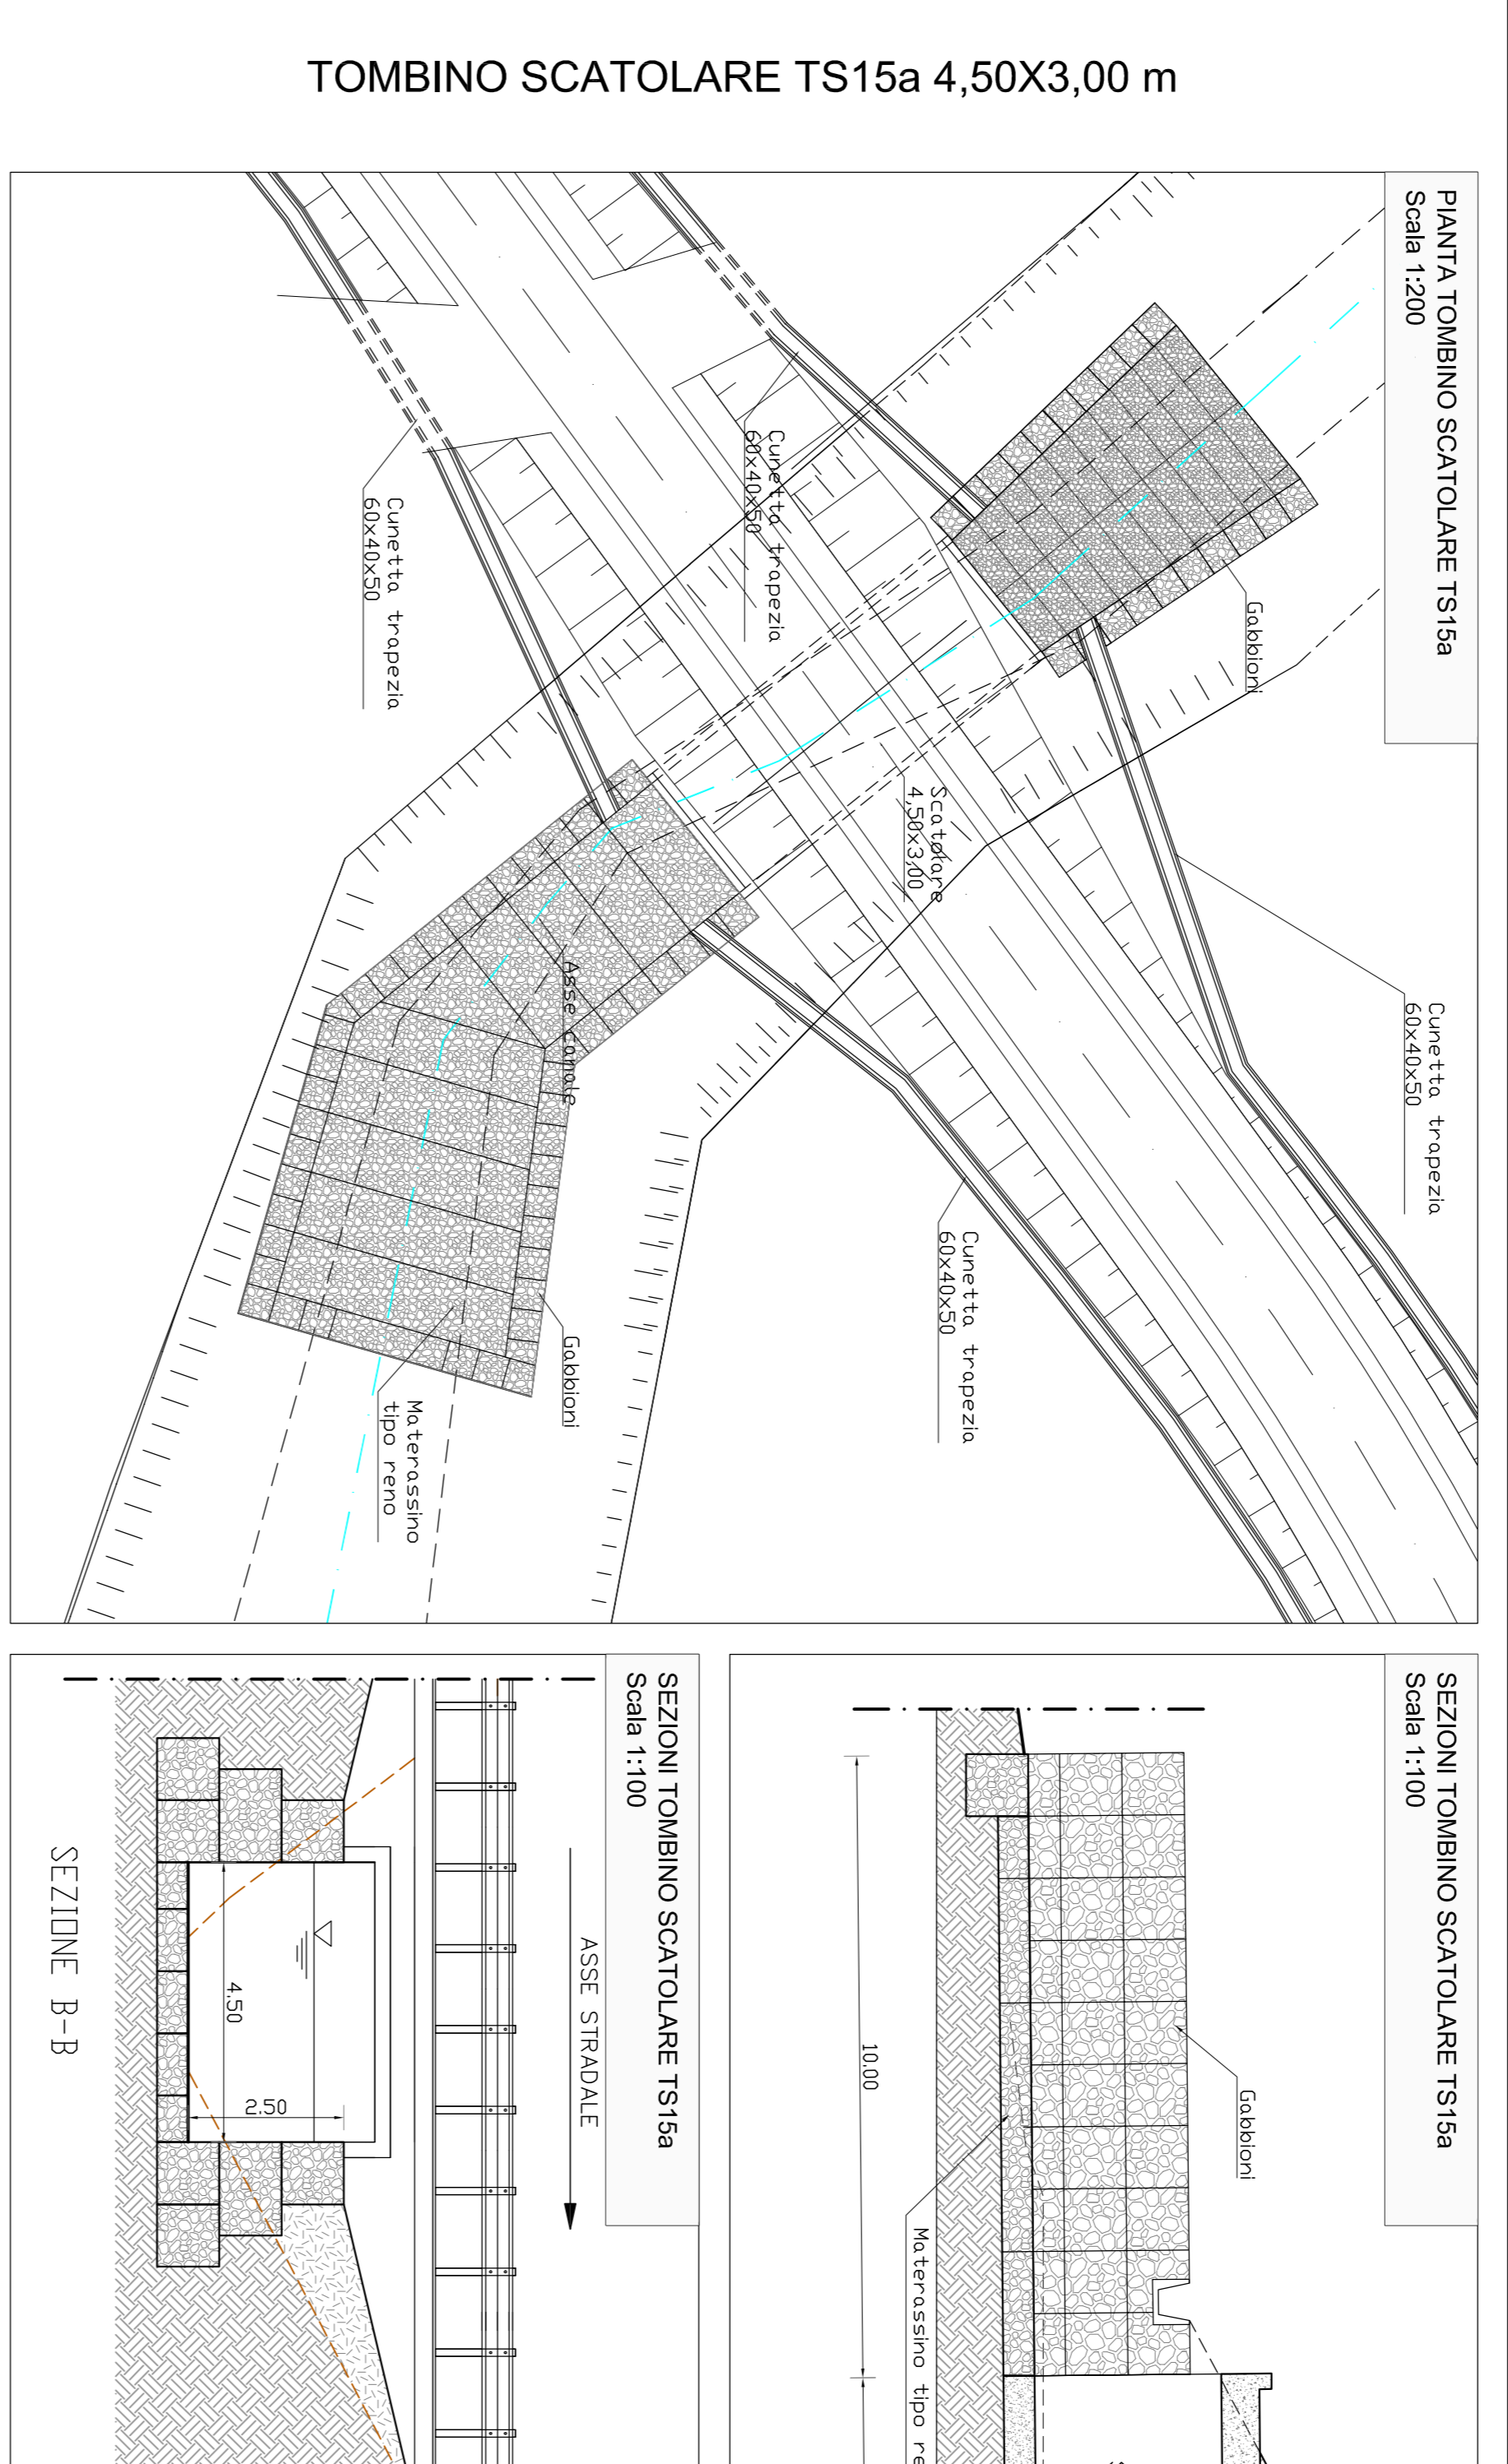 TOMBINO SCATOLARE TS15a 4,50X3,00 m
PIANTA TOMBINO SCATOLARE TS15a
Scala 1:200
Cunetta trapezia
60x40x50
Cunetta trapezia
60x40x50
Gabbioni
Scatolare
4,50x3,00
Cunetta trapezia
60x40x50
Asse canale
Cunetta trapezia
60x40x50
Gabbioni
Materassino
tipo reno
SEZIONI TOMBINO SCATOLARE TS15a
Scala 1:100
Gabbioni
10.00
Materassino tipo re
SEZIONI TOMBINO SCATOLARE TS15a
Scala 1:100
ASSE STRADALE
4.50
2.50
SEZIONE B-B